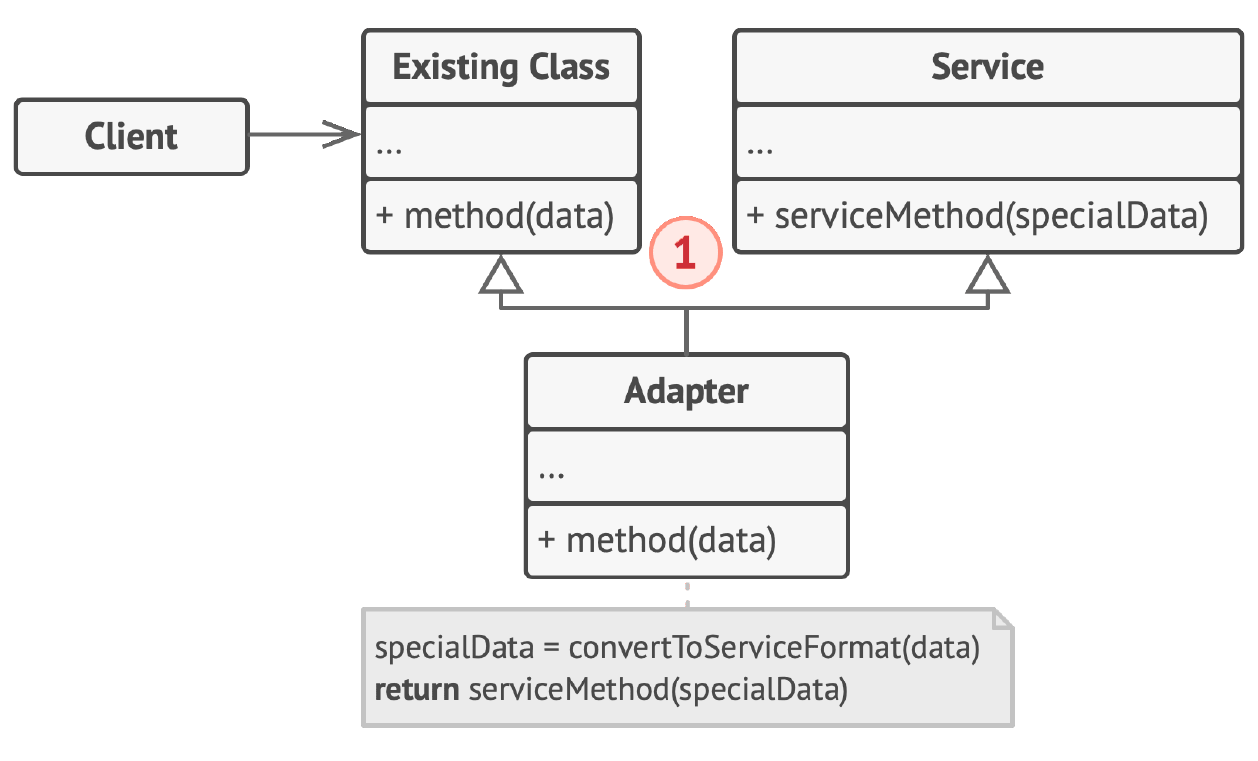 Client
Existing Class
...
+ method(data)
Service
...
+ serviceMethod(specialData)
1
Adapter
...
+ method(data)
specialData = convertToServiceFormat(data)
return serviceMethod(specialData)